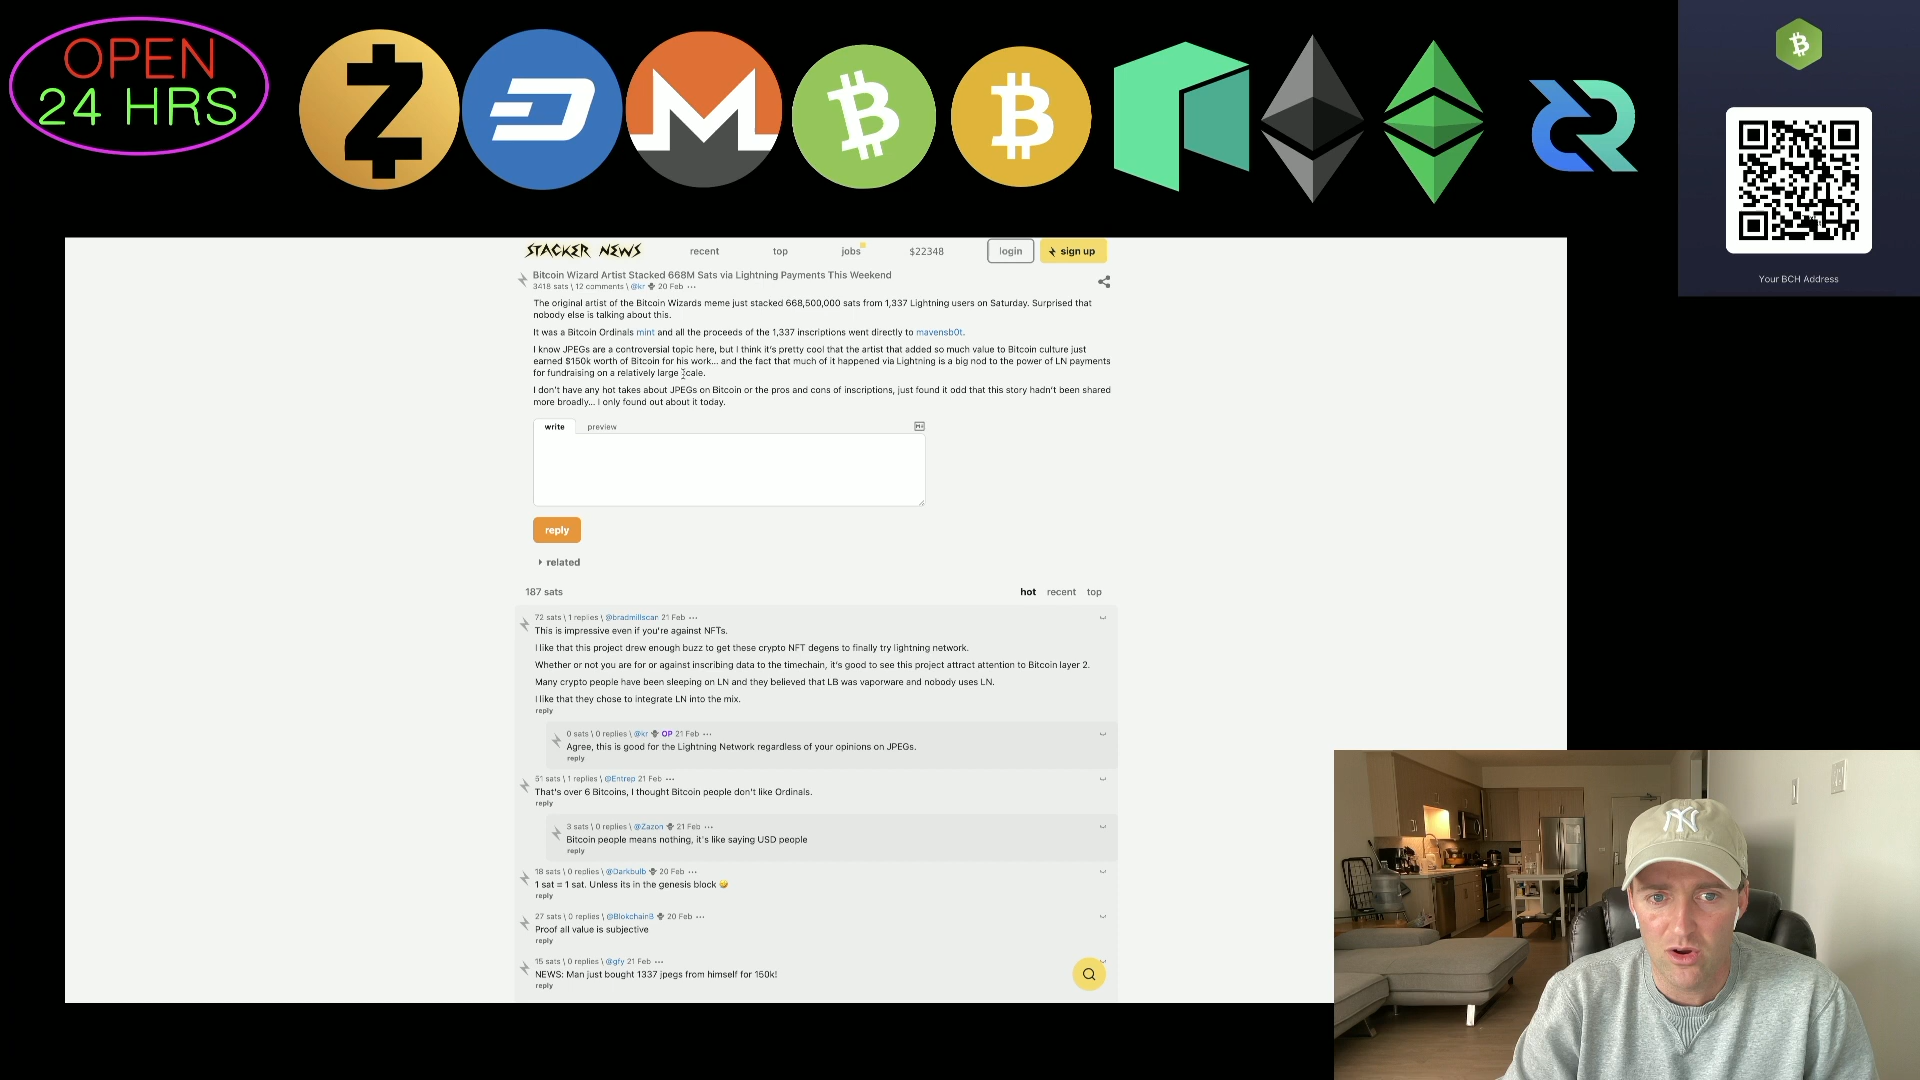 OPEN
24 HRS
STACKER NEWS
recent
top
jobs
$22348
login
sign up
Bitcoin Wizard Artist Stacked 668M Sats via Lightning Payments This Weekend
3418 sats \ 12 comments \ @kr 20 Feb ...
The original artist of the Bitcoin Wizards meme just stacked 668,500,000 sats from 1,337 Lightning users on Saturday. Surprised that
nobody else is talking about this.
It was a Bitcoin Ordinals mint and all the proceeds of the 1,337 inscriptions went directly to mavensb0t.
I know JPEGs are a controversial topic here, but I think it's pretty cool that the artist that added so much value to Bitcoin culture just
earned $150k worth of Bitcoin for his work... and the fact that much of it happened via Lightning is a big nod to the power of LN payments
for fundraising on a relatively large scale.
I don't have any hot takes about JPEGs on Bitcoin or the pros and cons of inscriptions, just found it odd that this story hadn't been shared
more broadly... I only found out about it today.
write
preview
reply
related
187 sats
hot
recent
top
72 sats \ 1 replies \ @bradmillscan 21 Feb ...
This is impressive even if you're against NFTs.
I like that this project drew enough buzz to get these crypto NFT degens to finally try lightning network.
Whether or not you are for or against inscribing data to the timechain, it's good to see this project attract attention to Bitcoin layer 2.
Many crypto people have been sleeping on LN and they believed that LB was vaporware and nobody uses LN.
I like that they chose to integrate LN into the mix.
reply
0 sats \ 0 replies \ @kr OP 21 Feb ...
Agree, this is good for the Lightning Network regardless of your opinions on JPEGs.
reply
51 sats \ 1 replies \ @Entrep 21 Feb ...
That's over 6 Bitcoins, I thought Bitcoin people don't like Ordinals.
reply
3 sats \ 0 replies \ @Zazon 21 Feb ...
Bitcoin people means nothing, it's like saying USD people
reply
18 sats \ 0 replies \ @Darkbulb 20 Feb ...
1 sat = 1 sat. Unless its in the genesis block 🤣
reply
27 sats \ 0 replies \ @BlokchainB 20 Feb ...
Proof all value is subjective
reply
15 sats \ 0 replies \ @gfy 21 Feb ...
NEWS: Man just bought 1337 jpegs from himself for 150k!
reply
Your BCH Address
NY